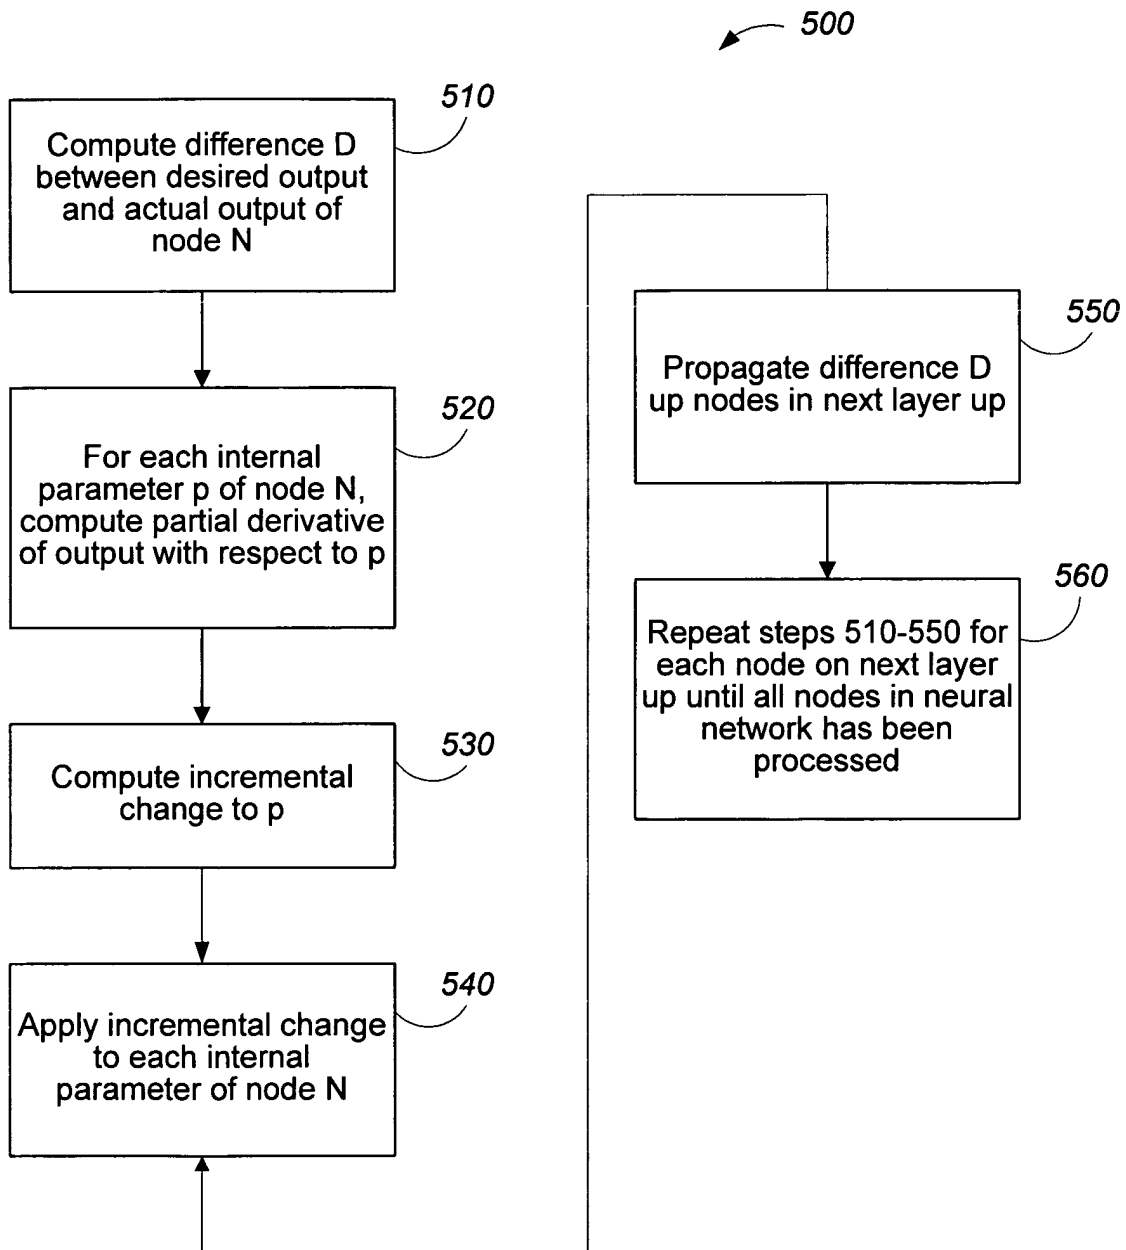 500
510
Compute difference D
between desired output
and actual output of
node N
520
For each internal
parameter p of node N,
compute partial derivative
of output with respect to p
530
Compute incremental
change to p
540
Apply incremental change
to each internal
parameter of node N
550
Propagate difference D
up nodes in next layer up
560
Repeat steps 510-550 for
each node on next layer
up until all nodes in neural
network has been
processed